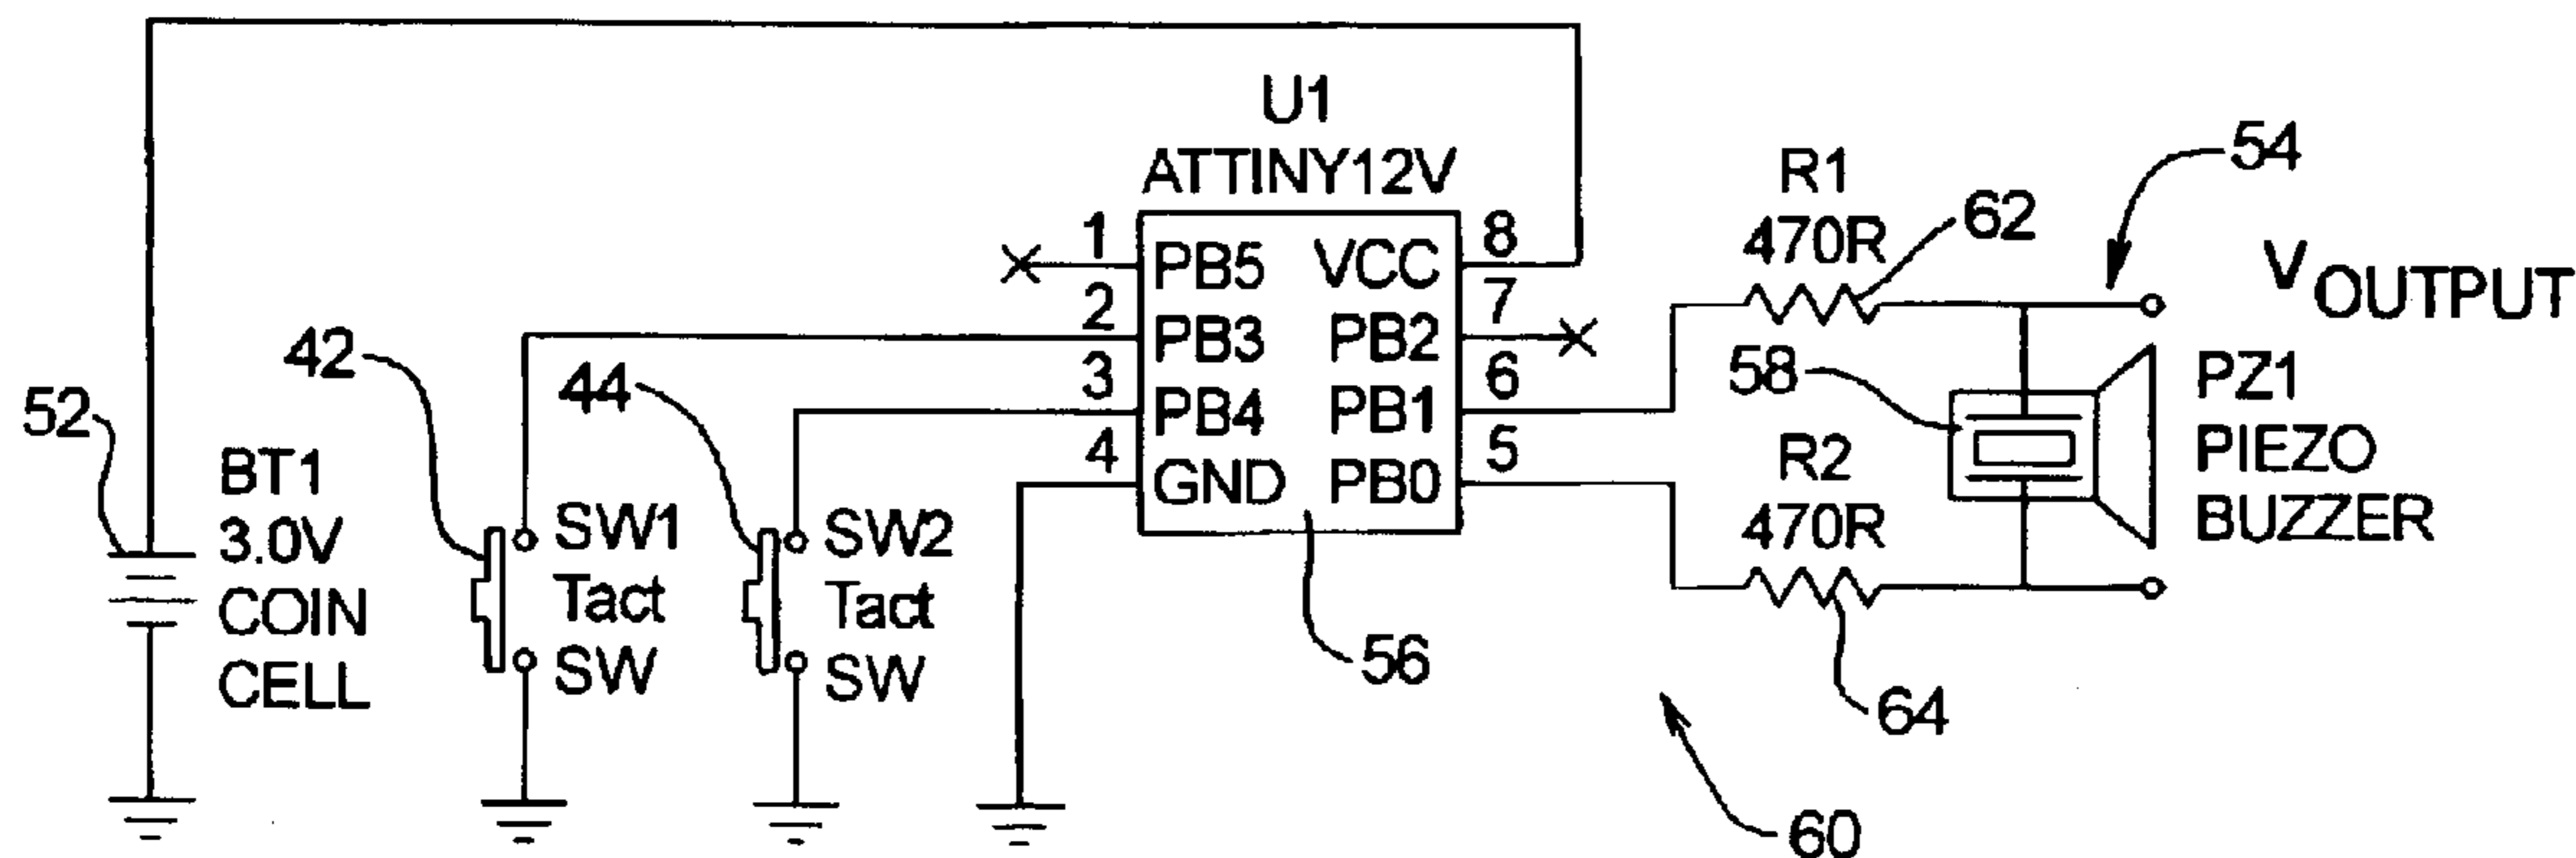 U1
ATTINY12V
1 PB5 VCC 8
2 PB3 PB2 7
3 PB4 PB1 6
4 GND PB0 5
52
BT1
3.0V
COIN
CELL
42
SW1
Tact
SW
44
SW2
Tact
SW
56
R1
470R
62
54
VOUTPUT
58
PZ1
PIEZO
BUZZER
R2
470R
64
60